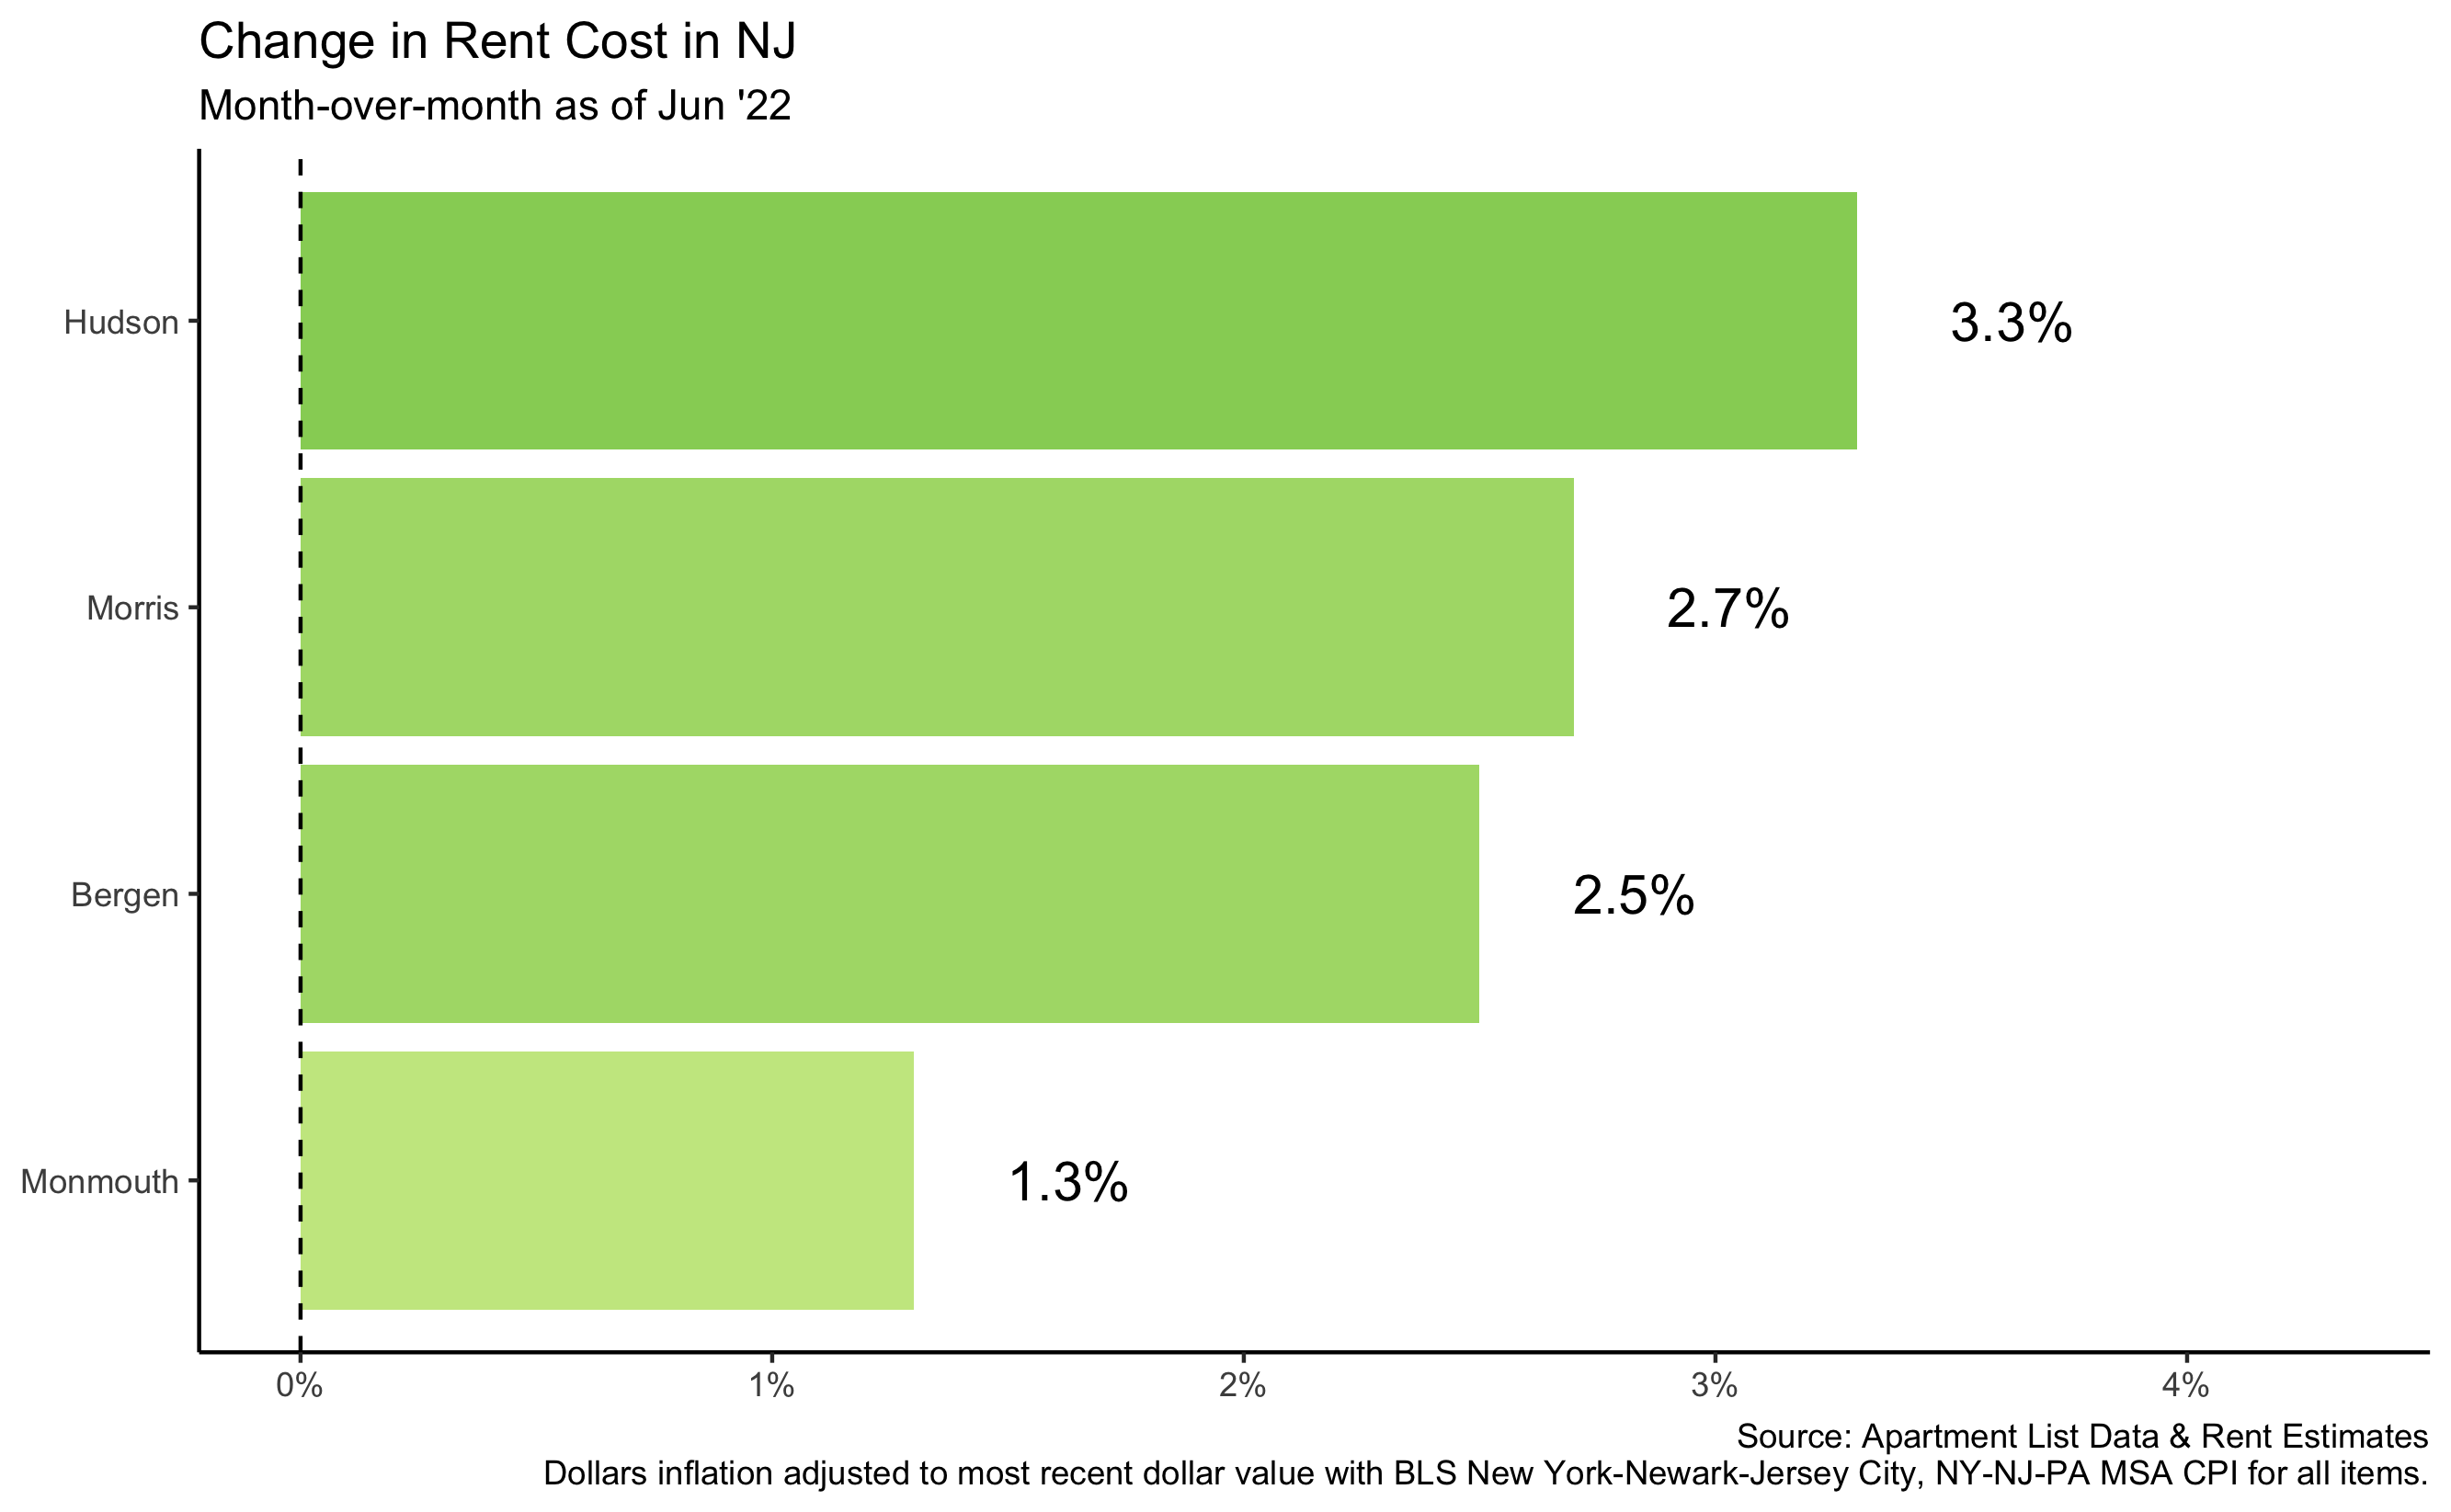 Change in Rent Cost in NJ
Month-over-month as of Jun '22
Hudson
3.3%
Morris
2.7%
Bergen
2.5%
Monmouth
1.3%
0%
1%
2%
3%
4%
Source: Apartment List Data & Rent Estimates
Dollars inflation adjusted to most recent dollar value with BLS New York-Newark-Jersey City, NY-NJ-PA MSA CPI for all items.